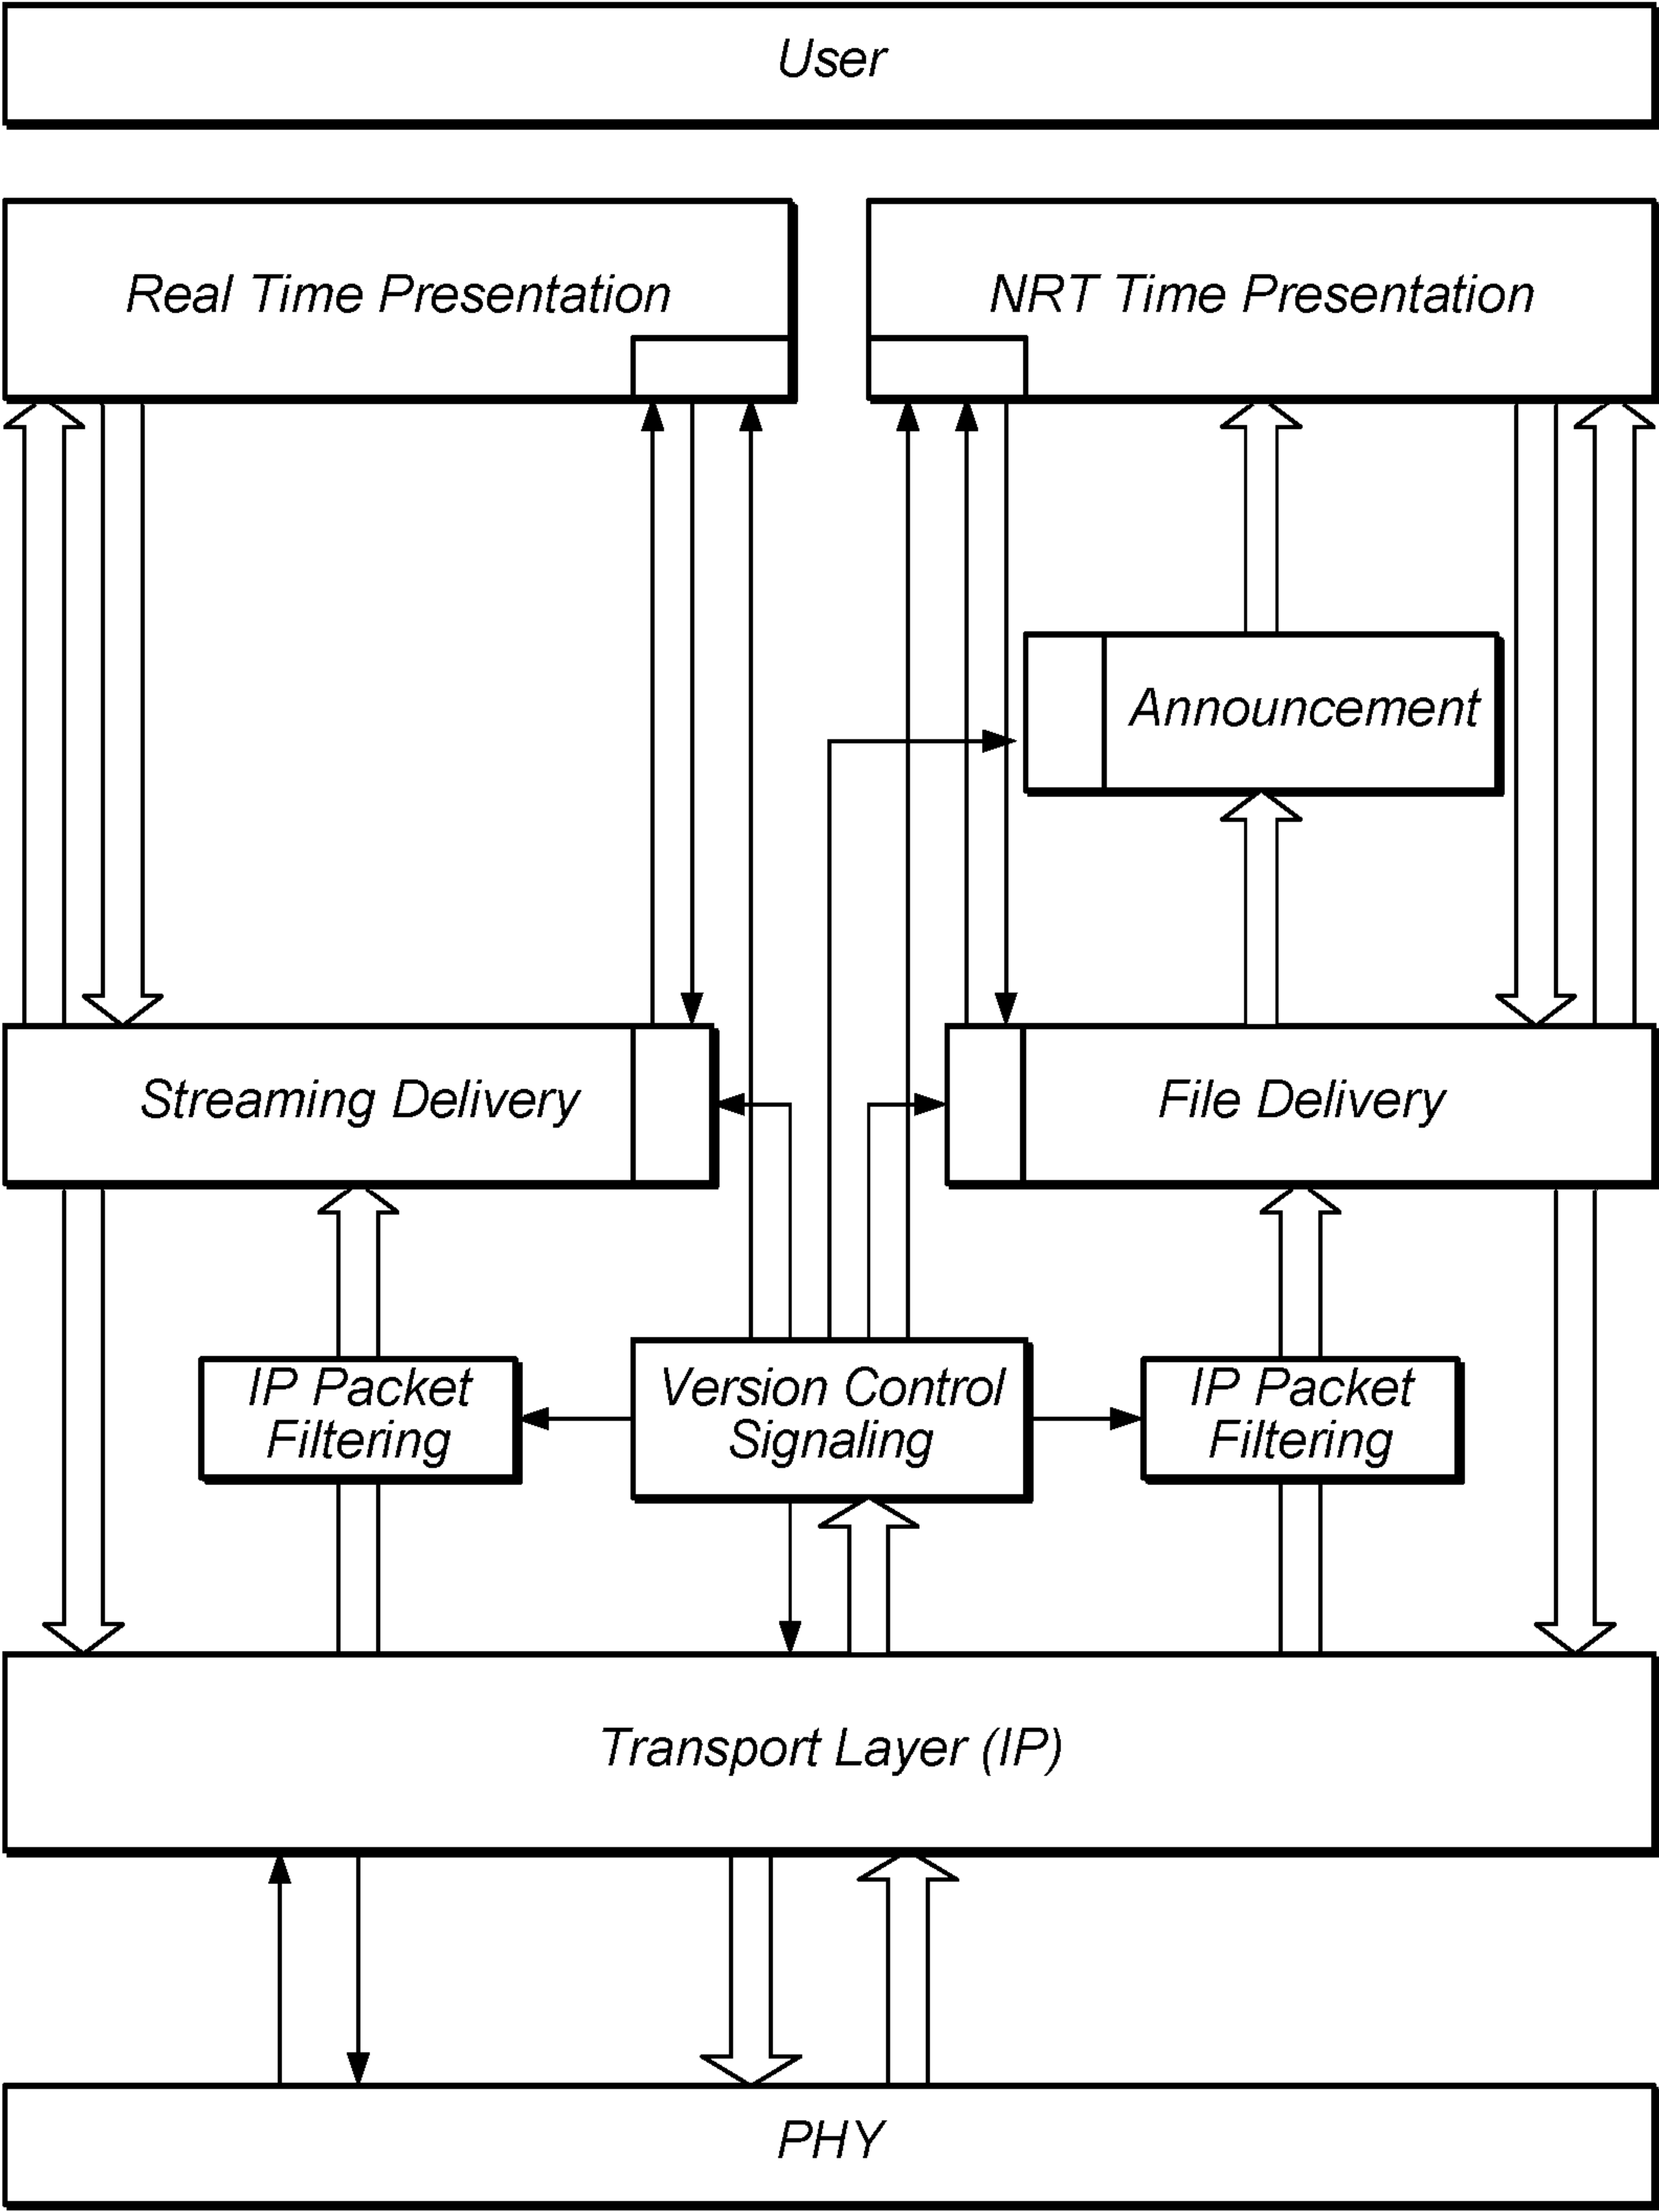 User
Real Time Presentation
NRT Time Presentation
Announcement
Streaming Delivery
File Delivery
IP Packet
Filtering
Version Control
Signaling
IP Packet
Filtering
Transport Layer (IP)
PHY